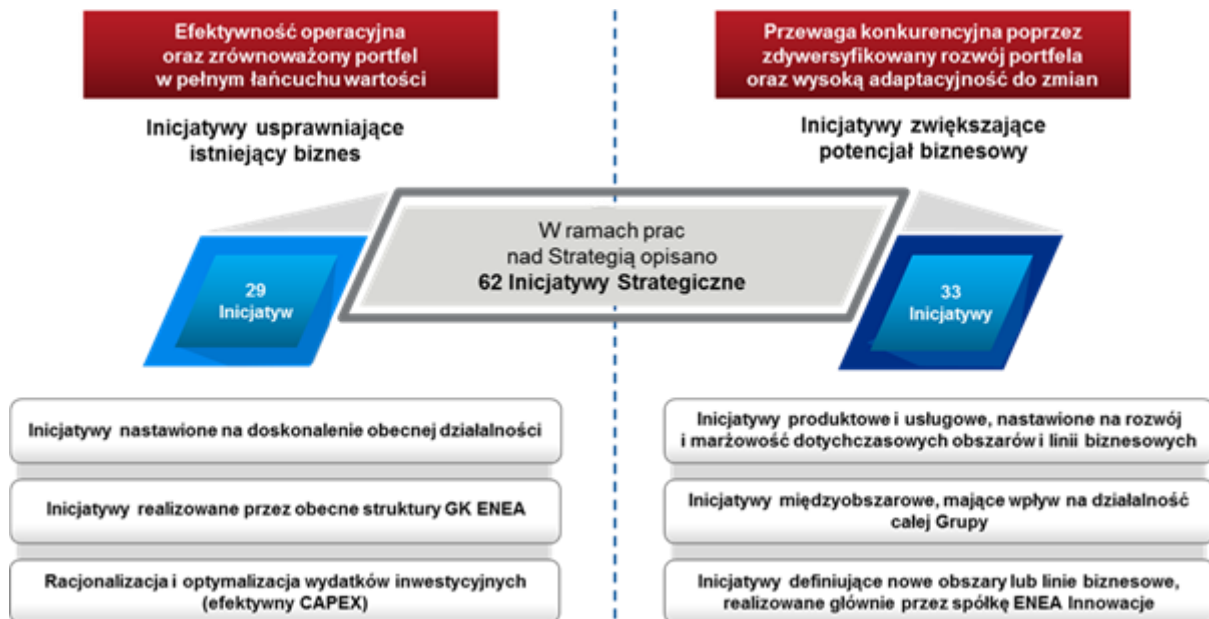 Efektywność operacyjna
oraz zrównoważony portfel
w pełnym łańcuchu wartości
Inicjatywy usprawniające
istniejący biznes
Przewaga konkurencyjna poprzez
zdywersyfikowany rozwój portfela
oraz wysoką adaptacyjność do zmian
Inicjatywy zwiększające
potencjał biznesowy
W ramach prac
nad Strategią opisano
62 Inicjatywy Strategiczne
29
Inicjatyw
33
Inicjatywy
Inicjatywy nastawione na doskonalenie obecnej działalności
Inicjatywy realizowane przez obecne struktury GK ENEA
Racjonalizacja i optymalizacja wydatków inwestycyjnych
(efektywny CAPEX)
Inicjatywy produktowe i usługowe, nastawione na rozwój
i marżowość dotychczasowych obszarów i linii biznesowych
Inicjatywy międzyobszarowe, mające wpływ na działalność
całej Grupy
Inicjatywy definiujące nowe obszary lub linie biznesowe,
realizowane głównie przez spółkę ENEA Innowacje